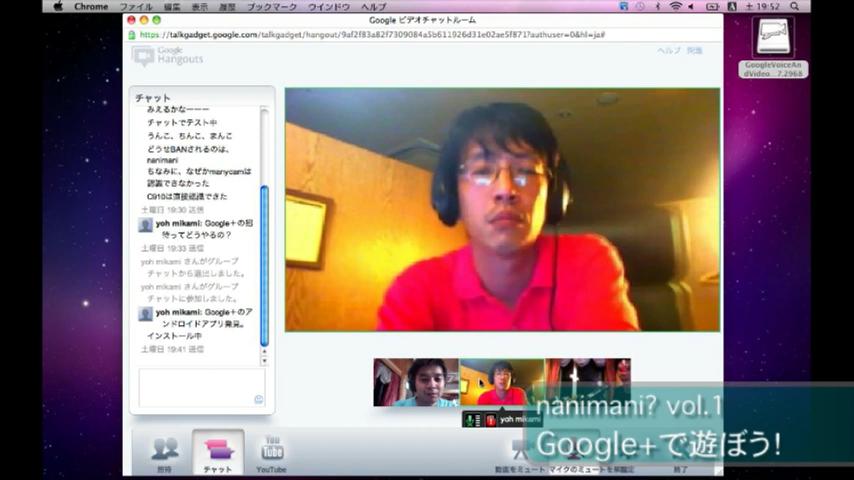 Chrome ファイル 編集 表示 履歴 ブックマーク ウインドウ ヘルプ
土 19:52
Google ビデオチャットルーム
https://talkgadget.google.com/talkgadget/hangout/9af2f83a82f7309084a5b611926d31e02ae5f871?authuser=0&hl=ja#
Google
Hangouts
ヘルプ
GoogleVoiceAn
dVideo...7.2968
チャット
みえるかなーーー
チャットでテスト中
うんこ、ちんこ、まんこ
どうせBANされるのは、
nanimani
ちなみに、なぜかmanycamは
認識できなかった
C910は直接認識できた
土曜日 19:30 送信
yoh mikami: Google+の招
待ってどうやるの？
土曜日 19:33 送信
yoh mikami さんがグループ
チャットから退出しました。
yoh mikami さんがグループ
チャットに参加しました。
yoh mikami: Google+のア
ンドロイドアプリ発見。
インストール中
土曜日 19:41 送信
yoh mikami
nanimani? vol.1
Google+で遊ぼう!
招待
チャット
You
Tube
YouTube
動画をミュート
マイクのミュートを解除
終了